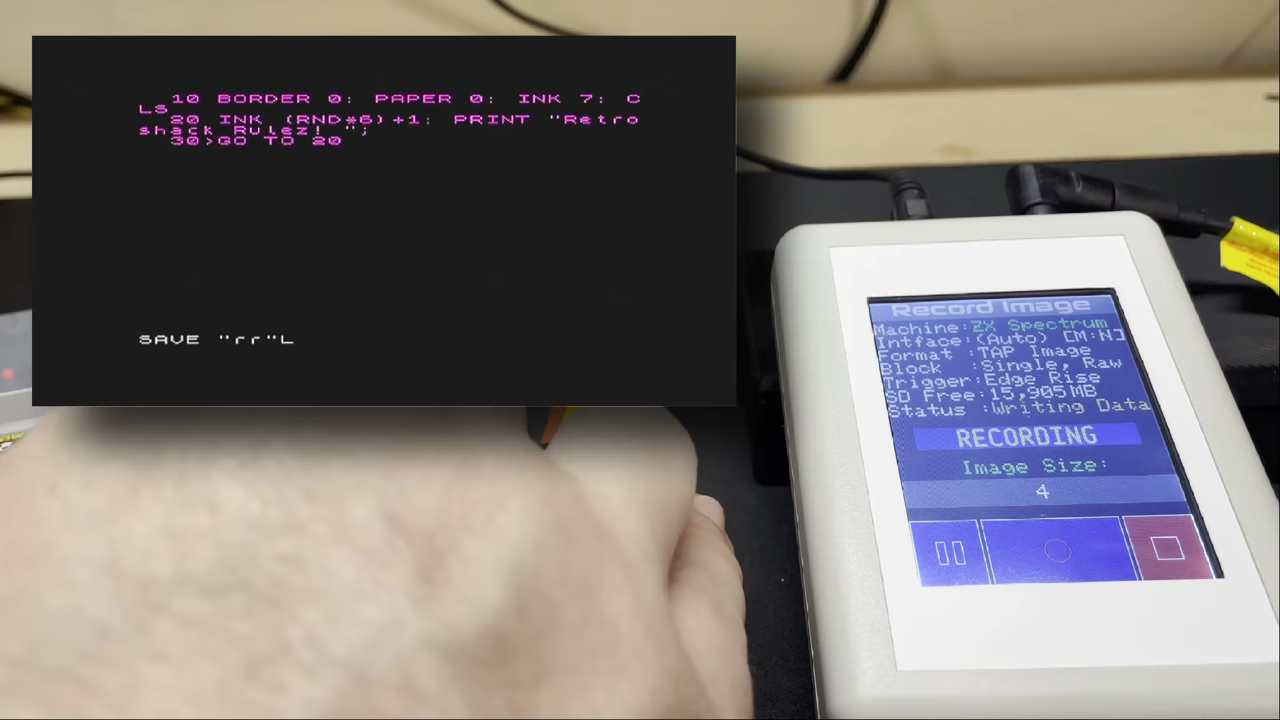 10 BORDER 0: PAPER 0: INK 7: C
LS
20 INK (RND*6)+1: PRINT "Retro
shack Rulez! ";
30>GO TO 20
SAVE "rr"L
Record Image
Machine:ZX Spectrum
Intface:(Auto) [M:N]
Format :TAP Image
Block :Single, Raw
Trigger:Edge Rise
SD Free:15,905MB
Status :Writing Data
RECORDING
Image Size:
4